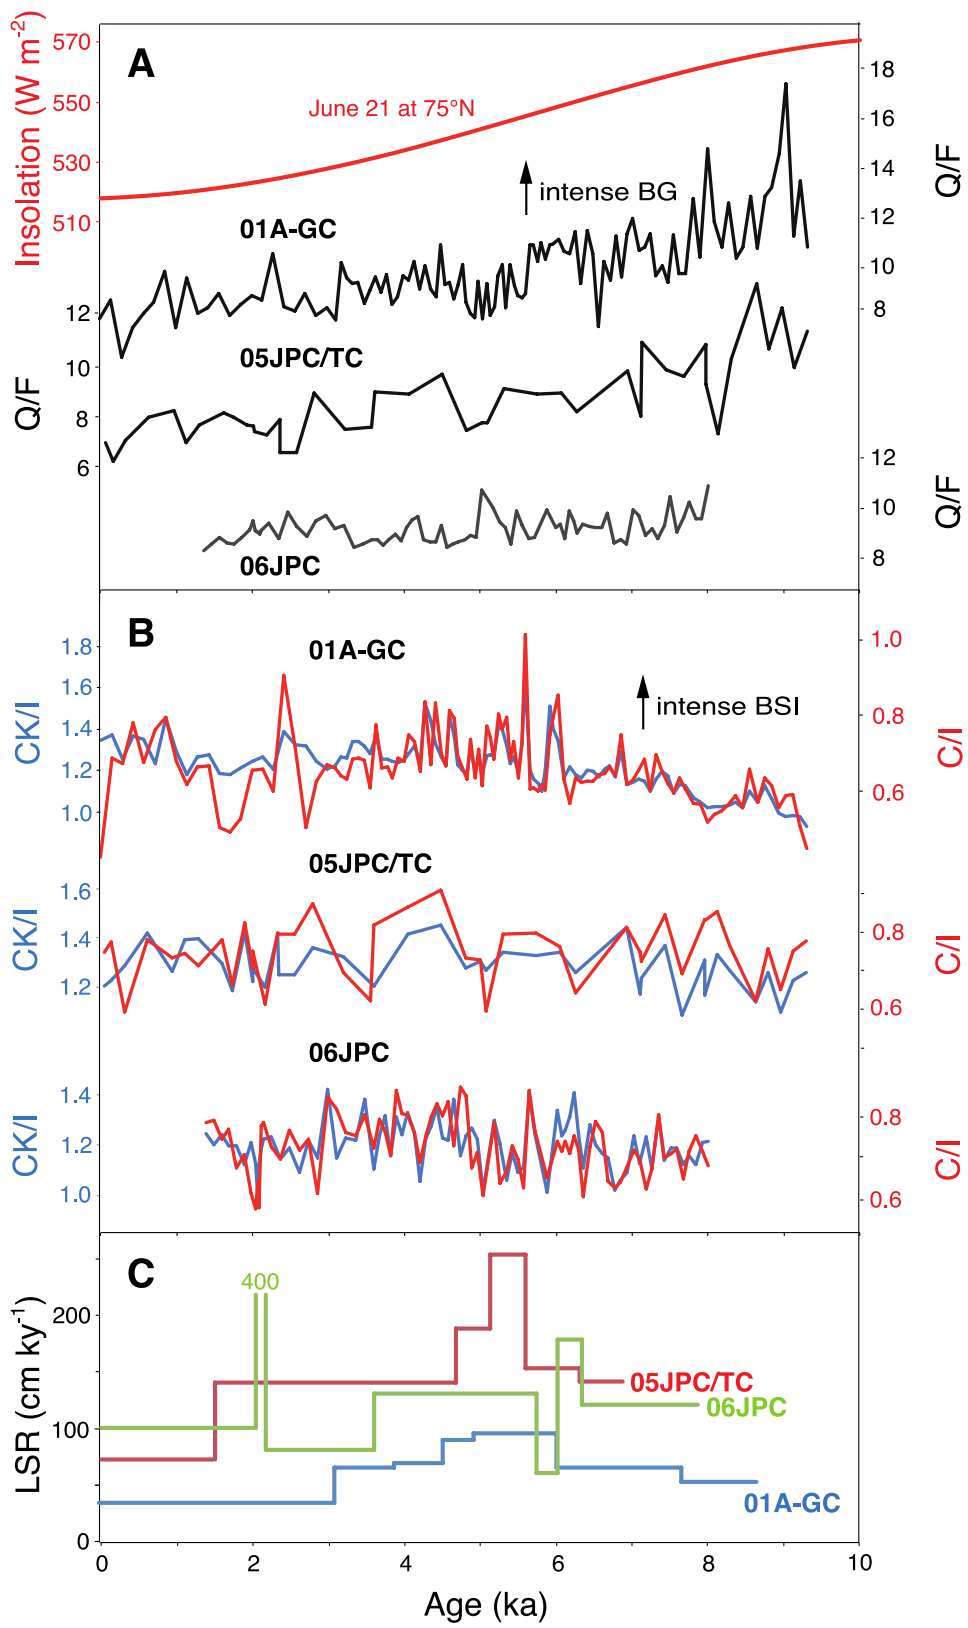 A
Insolation (W m-2)
570
550
530
510
June 21 at 75°N
intense BG
01A-GC
Q/F
18
16
14
12
10
8
05JPC/TC
Q/F
12
10
8
6
06JPC
Q/F
12
10
8
B
01A-GC
intense BSI
CK/I
1.8
1.6
1.4
1.2
1.0
C/I
1.0
0.8
0.6
05JPC/TC
CK/I
1.6
1.4
1.2
C/I
0.8
0.6
06JPC
CK/I
1.4
1.2
1.0
C/I
0.8
0.6
C
400
LSR (cm ky-1)
200
100
0
05JPC/TC
06JPC
01A-GC
0 2 4 6 8 10
Age (ka)